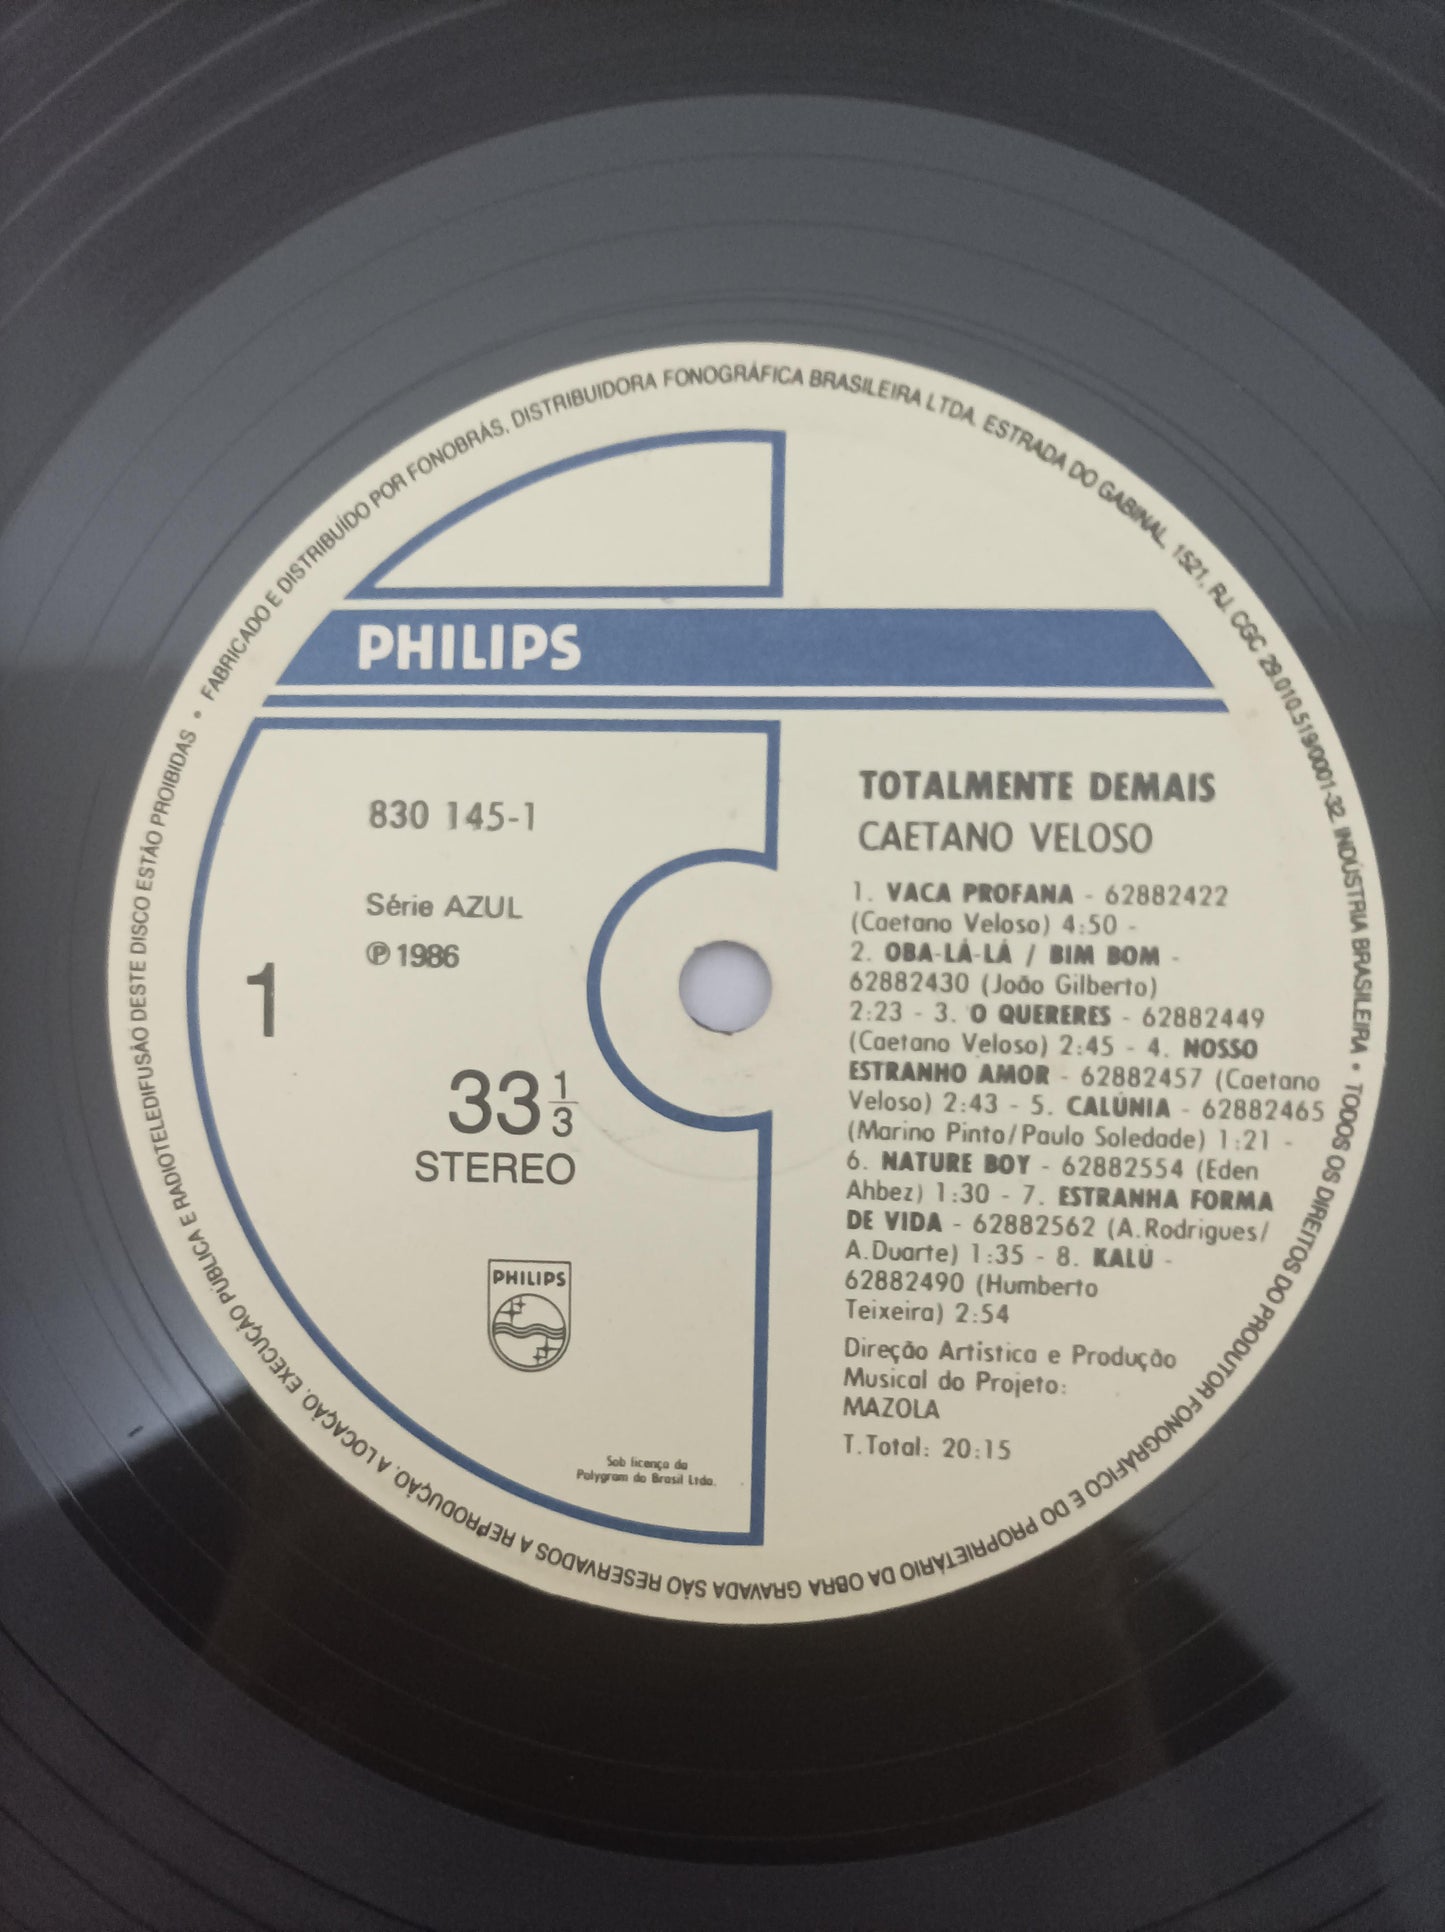 • FABRICADO E DISTRIBUÍDO POR FONOBRÁS, DISTRIBUIDORA FONOGRÁFICA BRASILEIRA LTDA. ESTRADA DO GABINAL, 1521, RJ. CGC 29.010.519/0001-32. INDÚSTRIA BRASILEIRA • TODOS OS DIREITOS DO PRODUTOR FONOGRÁFICO E DO PROPRIETÁRIO DA OBRA GRAVADA SÃO RESERVADOS A REPRODUÇÃO, A LOCAÇÃO, EXECUÇÃO PÚBLICA E RADIOTELEDIFUSÃO DESTE DISCO ESTÃO PROIBIDAS
PHILIPS
830 145-1
Série AZUL
℗ 1986
1
33 1/3
STEREO
PHILIPS
Sob licença da
Polygram do Brasil Ltda.
TOTALMENTE DEMAIS
CAETANO VELOSO
1. VACA PROFANA - 62882422
(Caetano Veloso) 4:50 -
2. OBA-LÁ-LÁ / BIM BOM -
62882430 (João Gilberto)
2:23 - 3. O QUERERES - 62882449
(Caetano Veloso) 2:45 - 4. NOSSO
ESTRANHO AMOR - 62882457 (Caetano
Veloso) 2:43 - 5. CALÚNIA - 62882465
(Marino Pinto/Paulo Soledade) 1:21 -
6. NATURE BOY - 62882554 (Eden
Ahbez) 1:30 - 7. ESTRANHA FORMA
DE VIDA - 62882562 (A.Rodrigues/
A.Duarte) 1:35 - 8. KALÚ -
62882490 (Humberto
Teixeira) 2:54
Direção Artística e Produção
Musical do Projeto:
MAZOLA
T.Total: 20:15